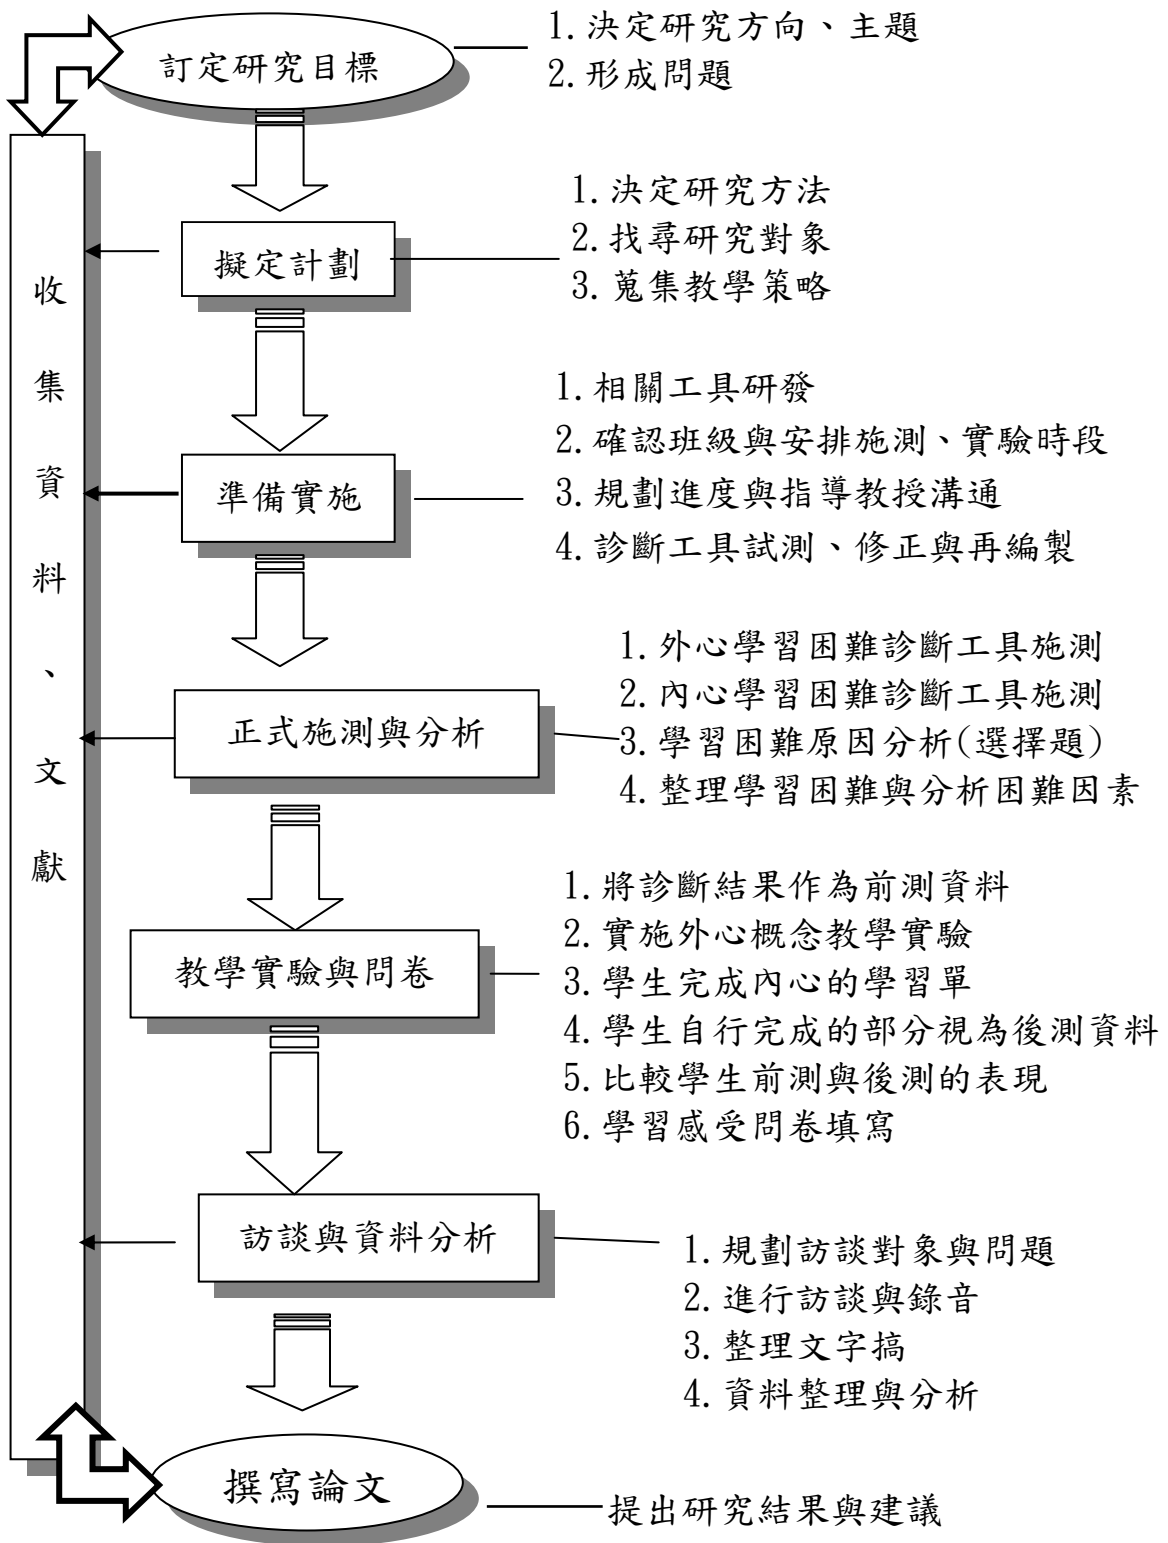 訂定研究目標
1.決定研究方向、主題
2.形成問題
收集資料、文獻
擬定計劃
1.決定研究方法
2.找尋研究對象
3.蒐集教學策略
準備實施
1.相關工具研發
2.確認班級與安排施測、實驗時段
3.規劃進度與指導教授溝通
4.診斷工具試測、修正與再編製
正式施測與分析
1.外心學習困難診斷工具施測
2.內心學習困難診斷工具施測
3.學習困難原因分析(選擇題)
4.整理學習困難與分析困難因素
教學實驗與問卷
1.將診斷結果作為前測資料
2.實施外心概念教學實驗
3.學生完成內心的學習單
4.學生自行完成的部分視為後測資料
5.比較學生前測與後測的表現
6.學習感受問卷填寫
訪談與資料分析
1.規劃訪談對象與問題
2.進行訪談與錄音
3.整理文字搞
4.資料整理與分析
撰寫論文
提出研究結果與建議